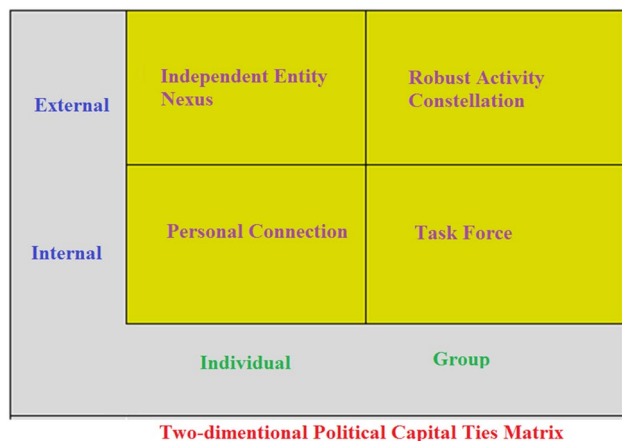 Independent Entity
Nexus
Robust Activity
Constellation
External
Personal Connection
Task Force
Internal
Individual
Group
Two-dimentional Political Capital Ties Matrix